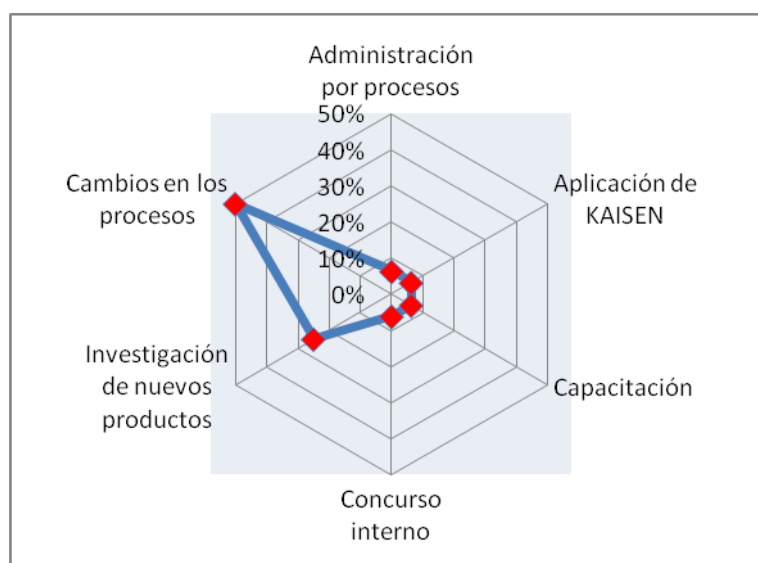 Administración
por procesos
50%
40%
30%
20%
10%
0%
Aplicación de
KAISEN
Capacitación
Concurso
interno
Investigación
de nuevos
productos
Cambios en los
procesos